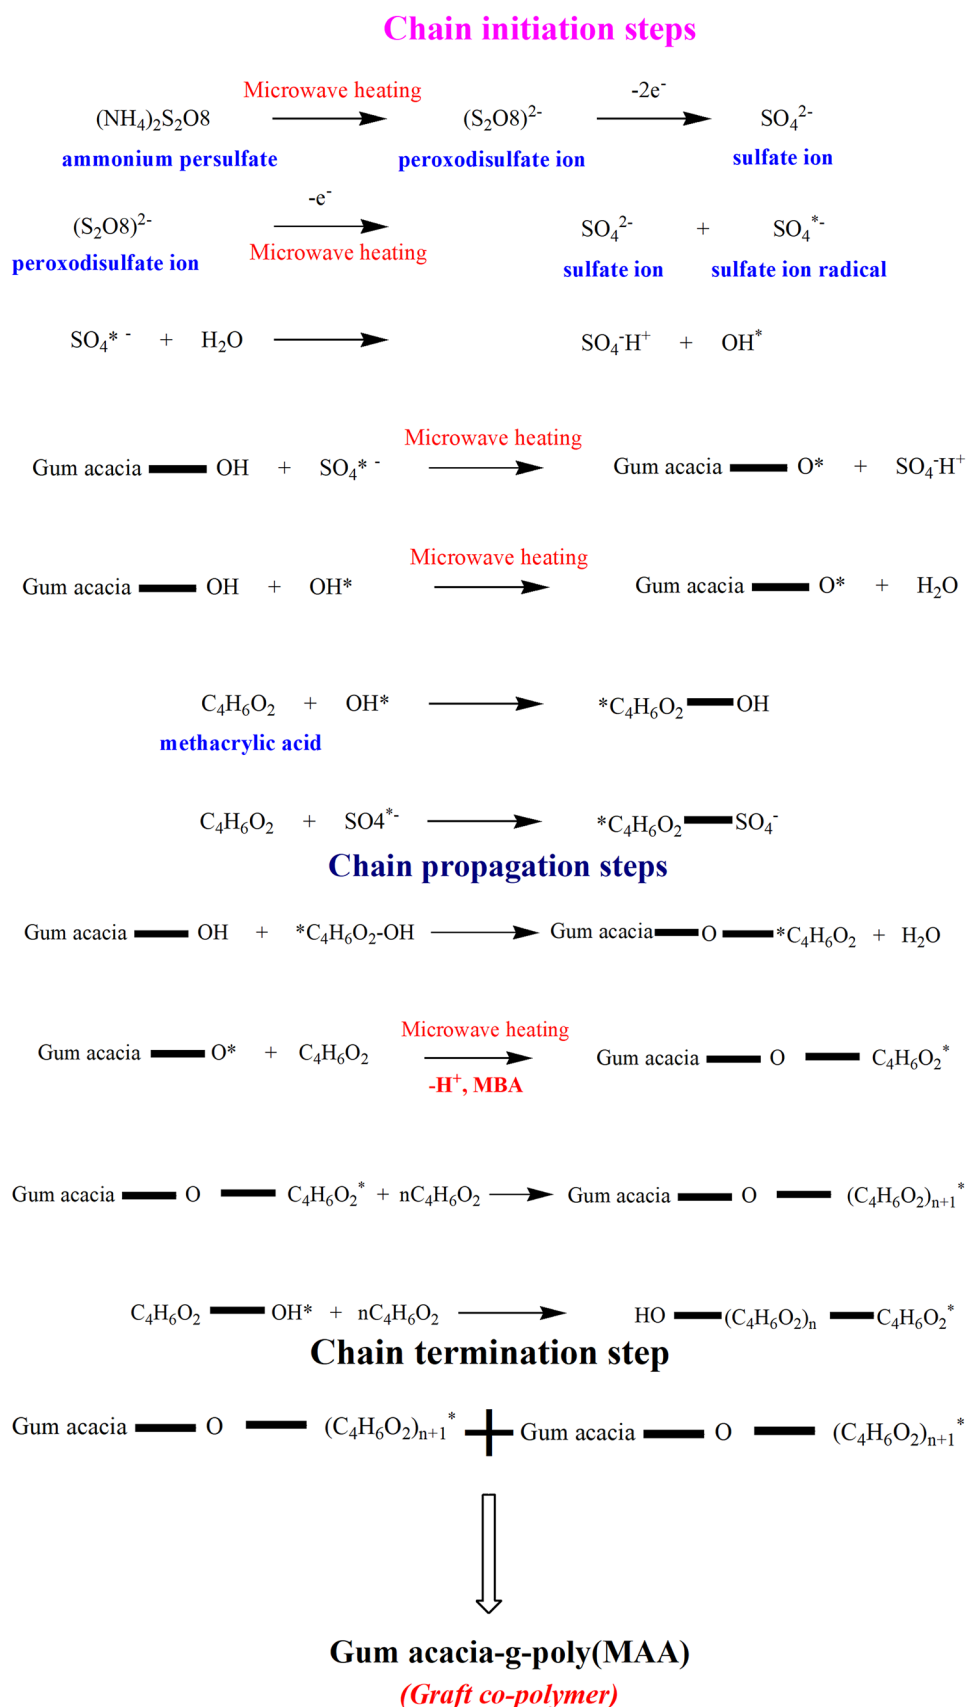 Chain initiation steps
Microwave heating -2e⁻
(NH₄)₂S₂O8 (S₂O8)²⁻ SO₄²⁻
ammonium persulfate peroxodisulfate ion sulfate ion
-e⁻
(S₂O8)²⁻ SO₄²⁻ + SO₄*⁻
Microwave heating
peroxodisulfate ion sulfate ion sulfate ion radical
SO₄* ⁻ + H₂O SO₄⁻H⁺ + OH*
Microwave heating
Gum acacia OH + SO₄* ⁻ Gum acacia O* + SO₄⁻H⁺
Microwave heating
Gum acacia OH + OH* Gum acacia O* + H₂O
C₄H₆O₂ + OH* *C₄H₆O₂ OH
methacrylic acid
C₄H₆O₂ + SO4*⁻ *C₄H₆O₂ SO₄⁻
Chain propagation steps
Gum acacia OH + *C₄H₆O₂-OH Gum acacia O *C₄H₆O₂ + H₂O
Microwave heating
Gum acacia O* + C₄H₆O₂ Gum acacia O C₄H₆O₂*
-H⁺, MBA
Gum acacia O C₄H₆O₂* + nC₄H₆O₂ Gum acacia O (C₄H₆O₂)ₙ₊₁*
C₄H₆O₂ OH* + nC₄H₆O₂ HO (C₄H₆O₂)ₙ C₄H₆O₂*
Chain termination step
Gum acacia O (C₄H₆O₂)ₙ₊₁* + Gum acacia O (C₄H₆O₂)ₙ₊₁*
Gum acacia-g-poly(MAA)
(Graft co-polymer)